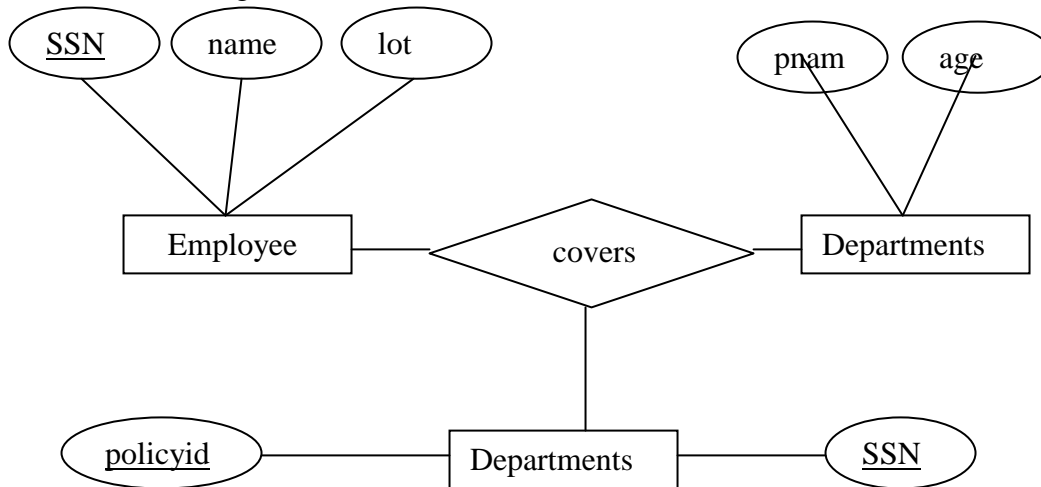 SSN name lot
pnam age
Employee covers Departments
policyid Departments SSN